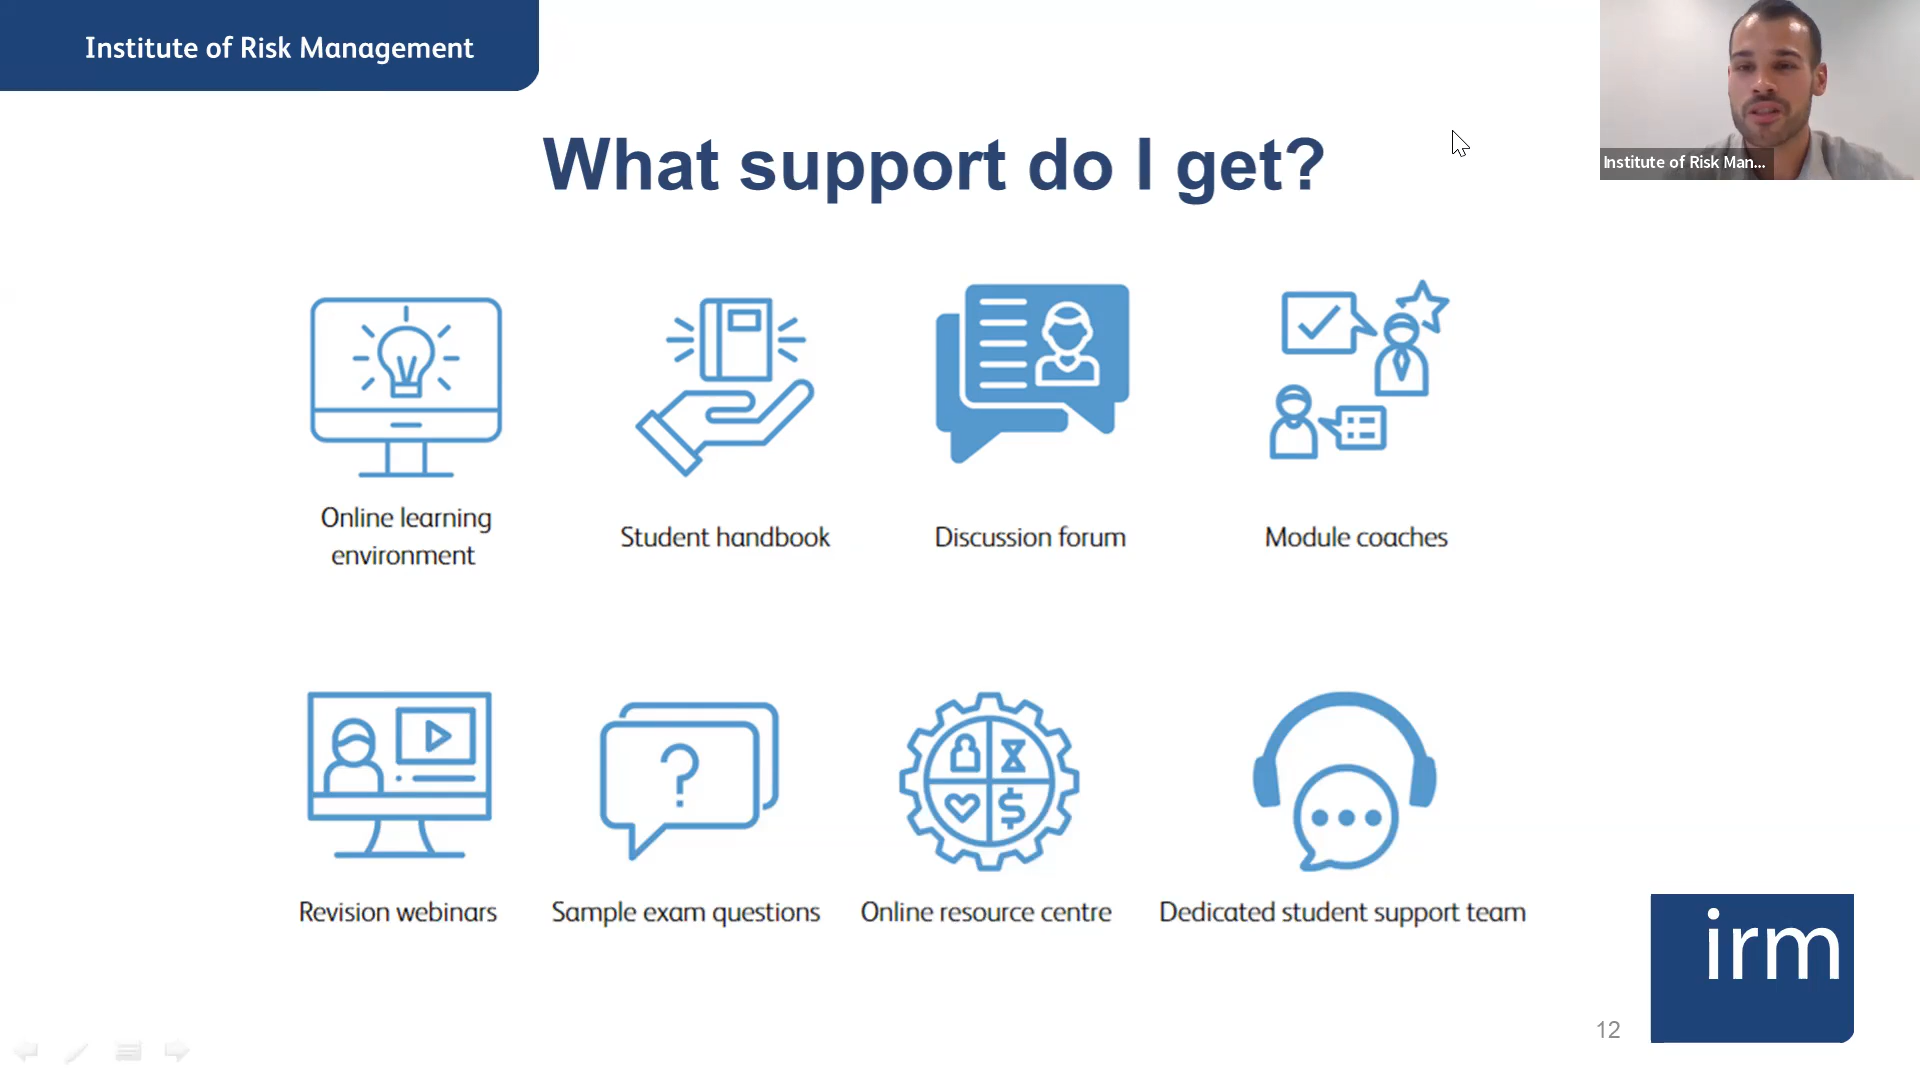 Institute of Risk Management
Institute of Risk Man...
What support do I get?
Online learning
environment
Student handbook
Discussion forum
Module coaches
?
$
Revision webinars
Sample exam questions
Online resource centre
Dedicated student support team
irm
12